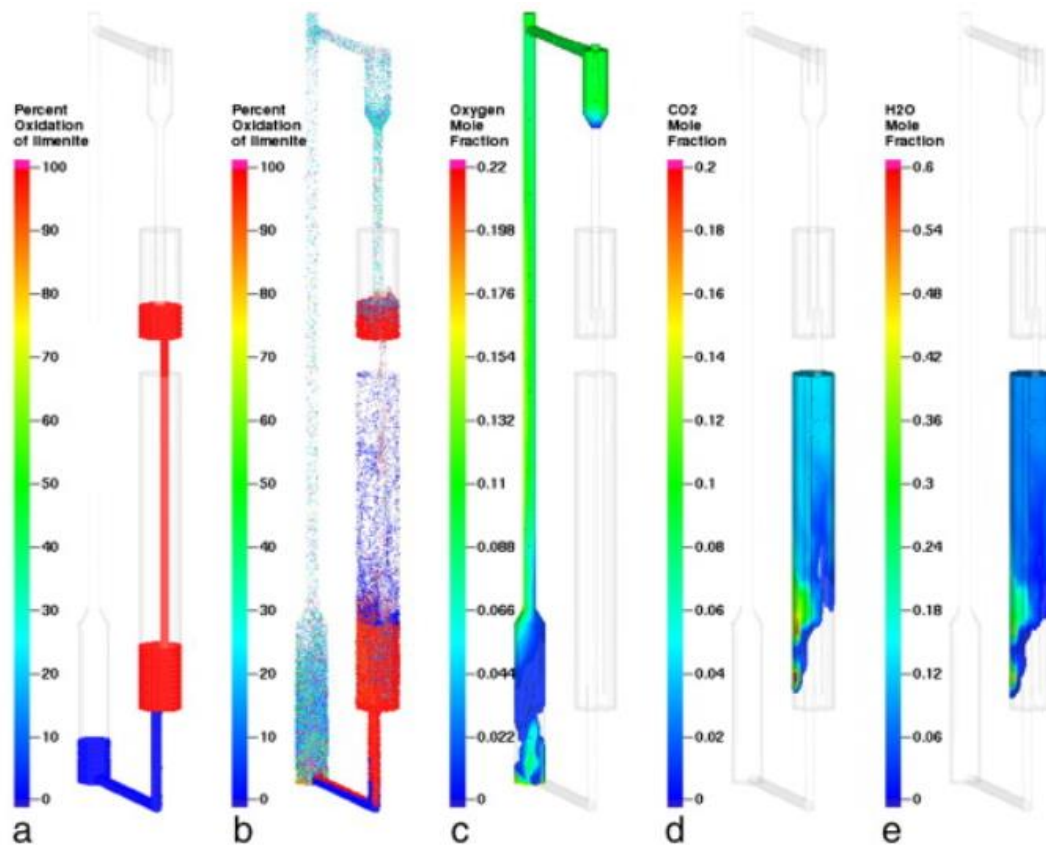 Percent
Oxidation
of Ilmenite
100
90
80
70
60
50
40
30
20
10
0
a
Percent
Oxidation
of Ilmenite
100
90
80
70
60
50
40
30
20
10
0
b
Oxygen
Mole
Fraction
0.22
0.198
0.176
0.154
0.132
0.11
0.088
0.066
0.044
0.022
0
c
CO2
Mole
Fraction
0.2
0.18
0.16
0.14
0.12
0.1
0.08
0.06
0.04
0.02
0
d
H2O
Mole
Fraction
0.6
0.54
0.48
0.42
0.36
0.3
0.24
0.18
0.12
0.06
0
e